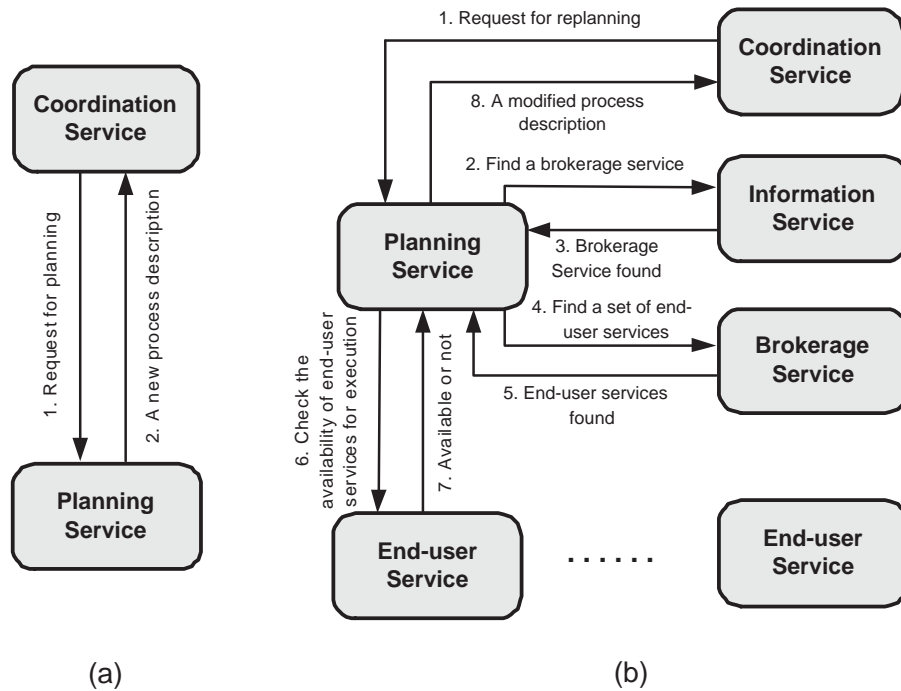 Coordination
Service
1. Request for planning
2. A new process description
Planning
Service
(a)
1. Request for replanning
Coordination
Service
8. A modified process
description
2. Find a brokerage service
Information
Service
Planning
Service
3. Brokerage
Service found
4. Find a set of end-
user services
Brokerage
Service
5. End-user services
found
6. Check the
availability of end-user
services for execution
7. Available or not
End-user
Service
. . . . . .
End-user
Service
(b)